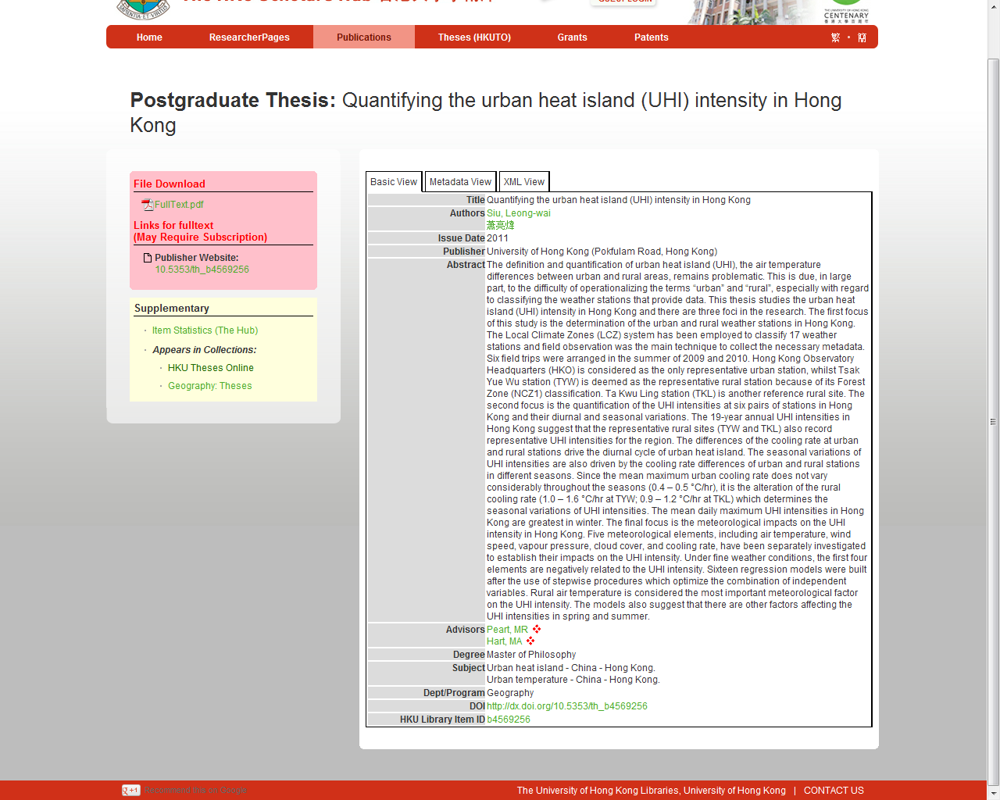 Home ResearcherPages Publications Theses (HKUTO) Grants Patents 繁 • 簡
CENTENARY
Postgraduate Thesis: Quantifying the urban heat island (UHI) intensity in Hong
Kong
File Download
FullText.pdf
Links for fulltext
(May Require Subscription)
Publisher Website:
10.5353/th_b4569256
Supplementary
Item Statistics (The Hub)
Appears in Collections:
HKU Theses Online
Geography: Theses
Basic View Metadata View XML View
Title Quantifying the urban heat island (UHI) intensity in Hong Kong
Authors Siu, Leong-wai
蕭亮煒
Issue Date 2011
Publisher University of Hong Kong (Pokfulam Road, Hong Kong)
Abstract The definition and quantification of urban heat island (UHI), the air temperature
differences between urban and rural areas, remains problematic. This is due, in large
part, to the difficulty of operationalizing the terms “urban” and “rural”, especially with regard
to classifying the weather stations that provide data. This thesis studies the urban heat
island (UHI) intensity in Hong Kong and there are three foci in the research. The first focus
of this study is the determination of the urban and rural weather stations in Hong Kong.
The Local Climate Zones (LCZ) system has been employed to classify 17 weather
stations and field observation was the main technique to collect the necessary metadata.
Six field trips were arranged in the summer of 2009 and 2010. Hong Kong Observatory
Headquarters (HKO) is considered as the only representative urban station, whilst Tsak
Yue Wu station (TYW) is deemed as the representative rural station because of its Forest
Zone (NCZ1) classification. Ta Kwu Ling station (TKL) is another reference rural site. The
second focus is the quantification of the UHI intensities at six pairs of stations in Hong
Kong and their diurnal and seasonal variations. The 19-year annual UHI intensities in
Hong Kong suggest that the representative rural sites (TYW and TKL) also record
representative UHI intensities for the region. The differences of the cooling rate at urban
and rural stations drive the diurnal cycle of urban heat island. The seasonal variations of
UHI intensities are also driven by the cooling rate differences of urban and rural stations
in different seasons. Since the mean maximum urban cooling rate does not vary
considerably throughout the seasons (0.4 – 0.5 °C/hr), it is the alteration of the rural
cooling rate (1.0 – 1.6 °C/hr at TYW; 0.9 – 1.2 °C/hr at TKL) which determines the
seasonal variations of UHI intensities. The mean daily maximum UHI intensities in Hong
Kong are greatest in winter. The final focus is the meteorological impacts on the UHI
intensity in Hong Kong. Five meteorological elements, including air temperature, wind
speed, vapour pressure, cloud cover, and cooling rate, have been separately investigated
to establish their impacts on the UHI intensity. Under fine weather conditions, the first four
elements are negatively related to the UHI intensity. Sixteen regression models were built
after the use of stepwise procedures which optimize the combination of independent
variables. Rural air temperature is considered the most important meteorological factor
on the UHI intensity. The models also suggest that there are other factors affecting the
UHI intensities in spring and summer.
Advisors Peart, MR
Hart, MA
Degree Master of Philosophy
Subject Urban heat island - China - Hong Kong.
Urban temperature - China - Hong Kong.
Dept/Program Geography
DOI http://dx.doi.org/10.5353/th_b4569256
HKU Library Item ID b4569256
+1 Recommend this on Google
The University of Hong Kong Libraries, University of Hong Kong | CONTACT US